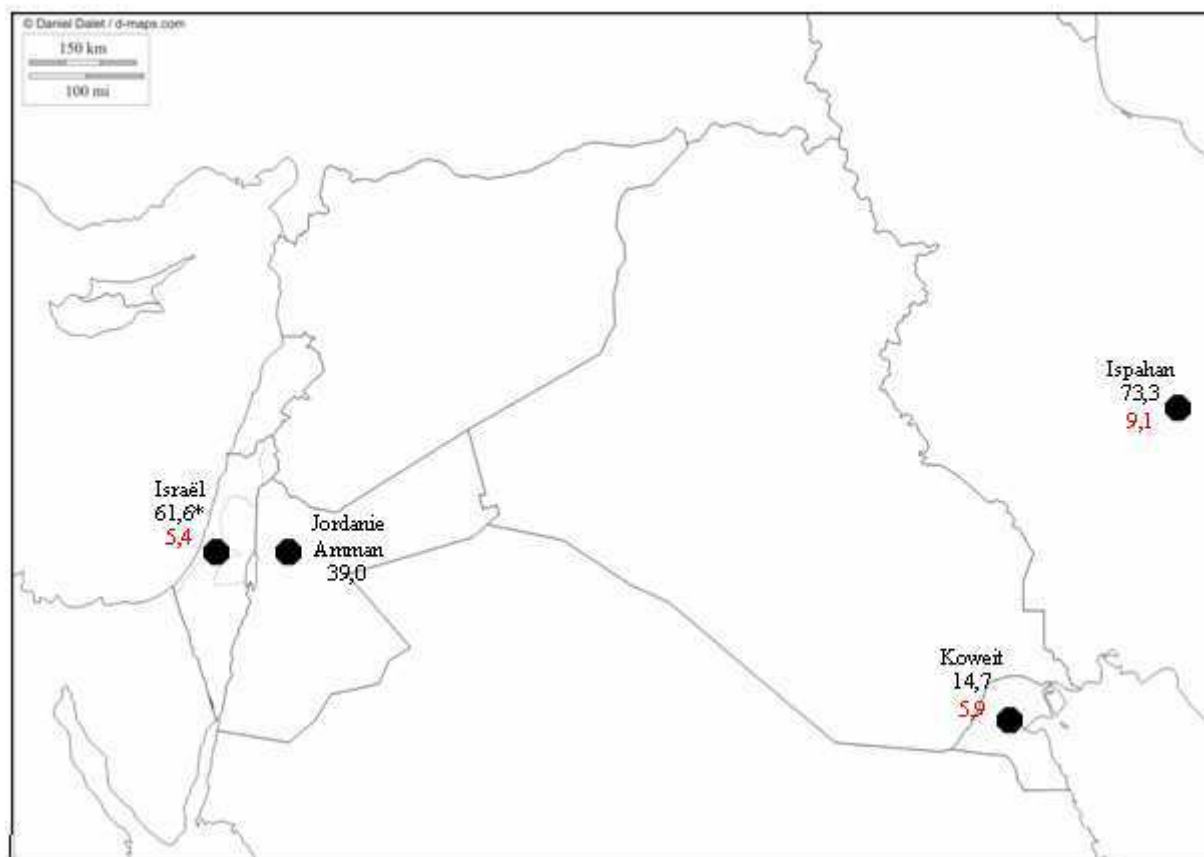 © Daniel Dalet / d-maps.com
150 km
100 mi
Ispahan
73,3
9,1
Israël
61,6*
5,4
Jordanie
Amman
39,0
Koweit
14,7
5,9